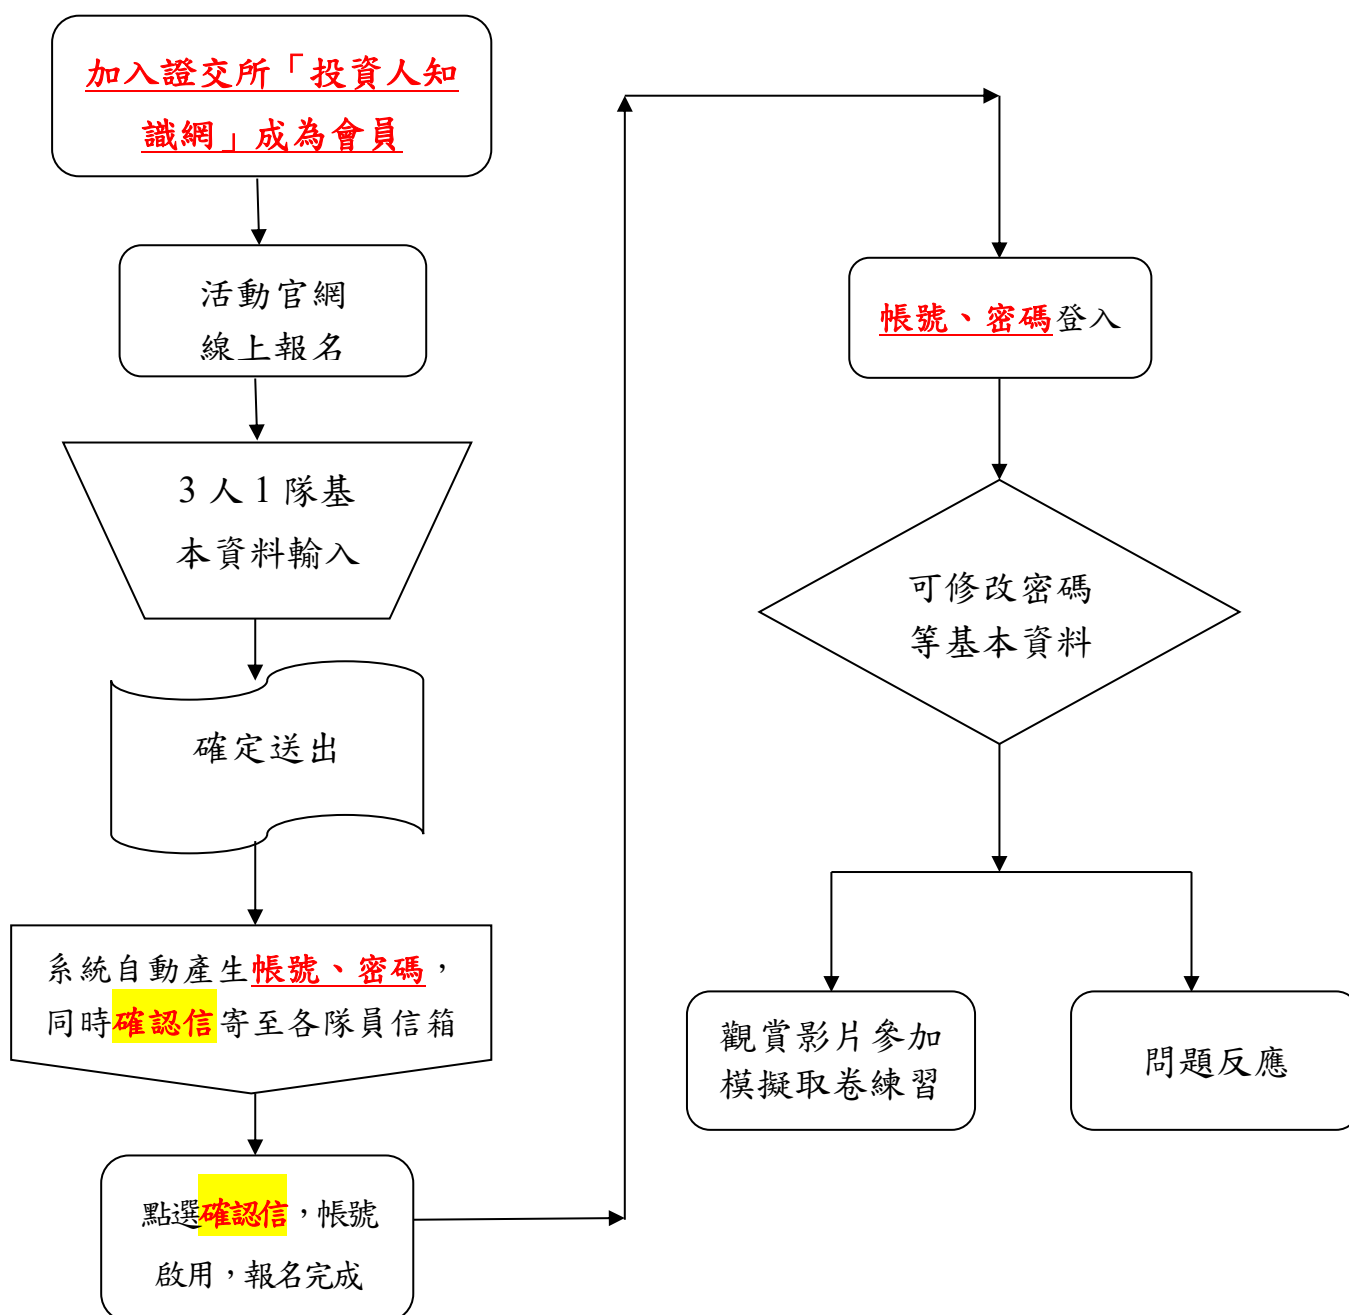 加入證交所「投資人知
識網」成為會員
活動官網
線上報名
3 人 1 隊基
本資料輸入
確定送出
系統自動產生帳號、密碼，
同時確認信寄至各隊員信箱
點選確認信，帳號
啟用，報名完成
帳號、密碼登入
可修改密碼
等基本資料
觀賞影片參加
模擬取卷練習
問題反應